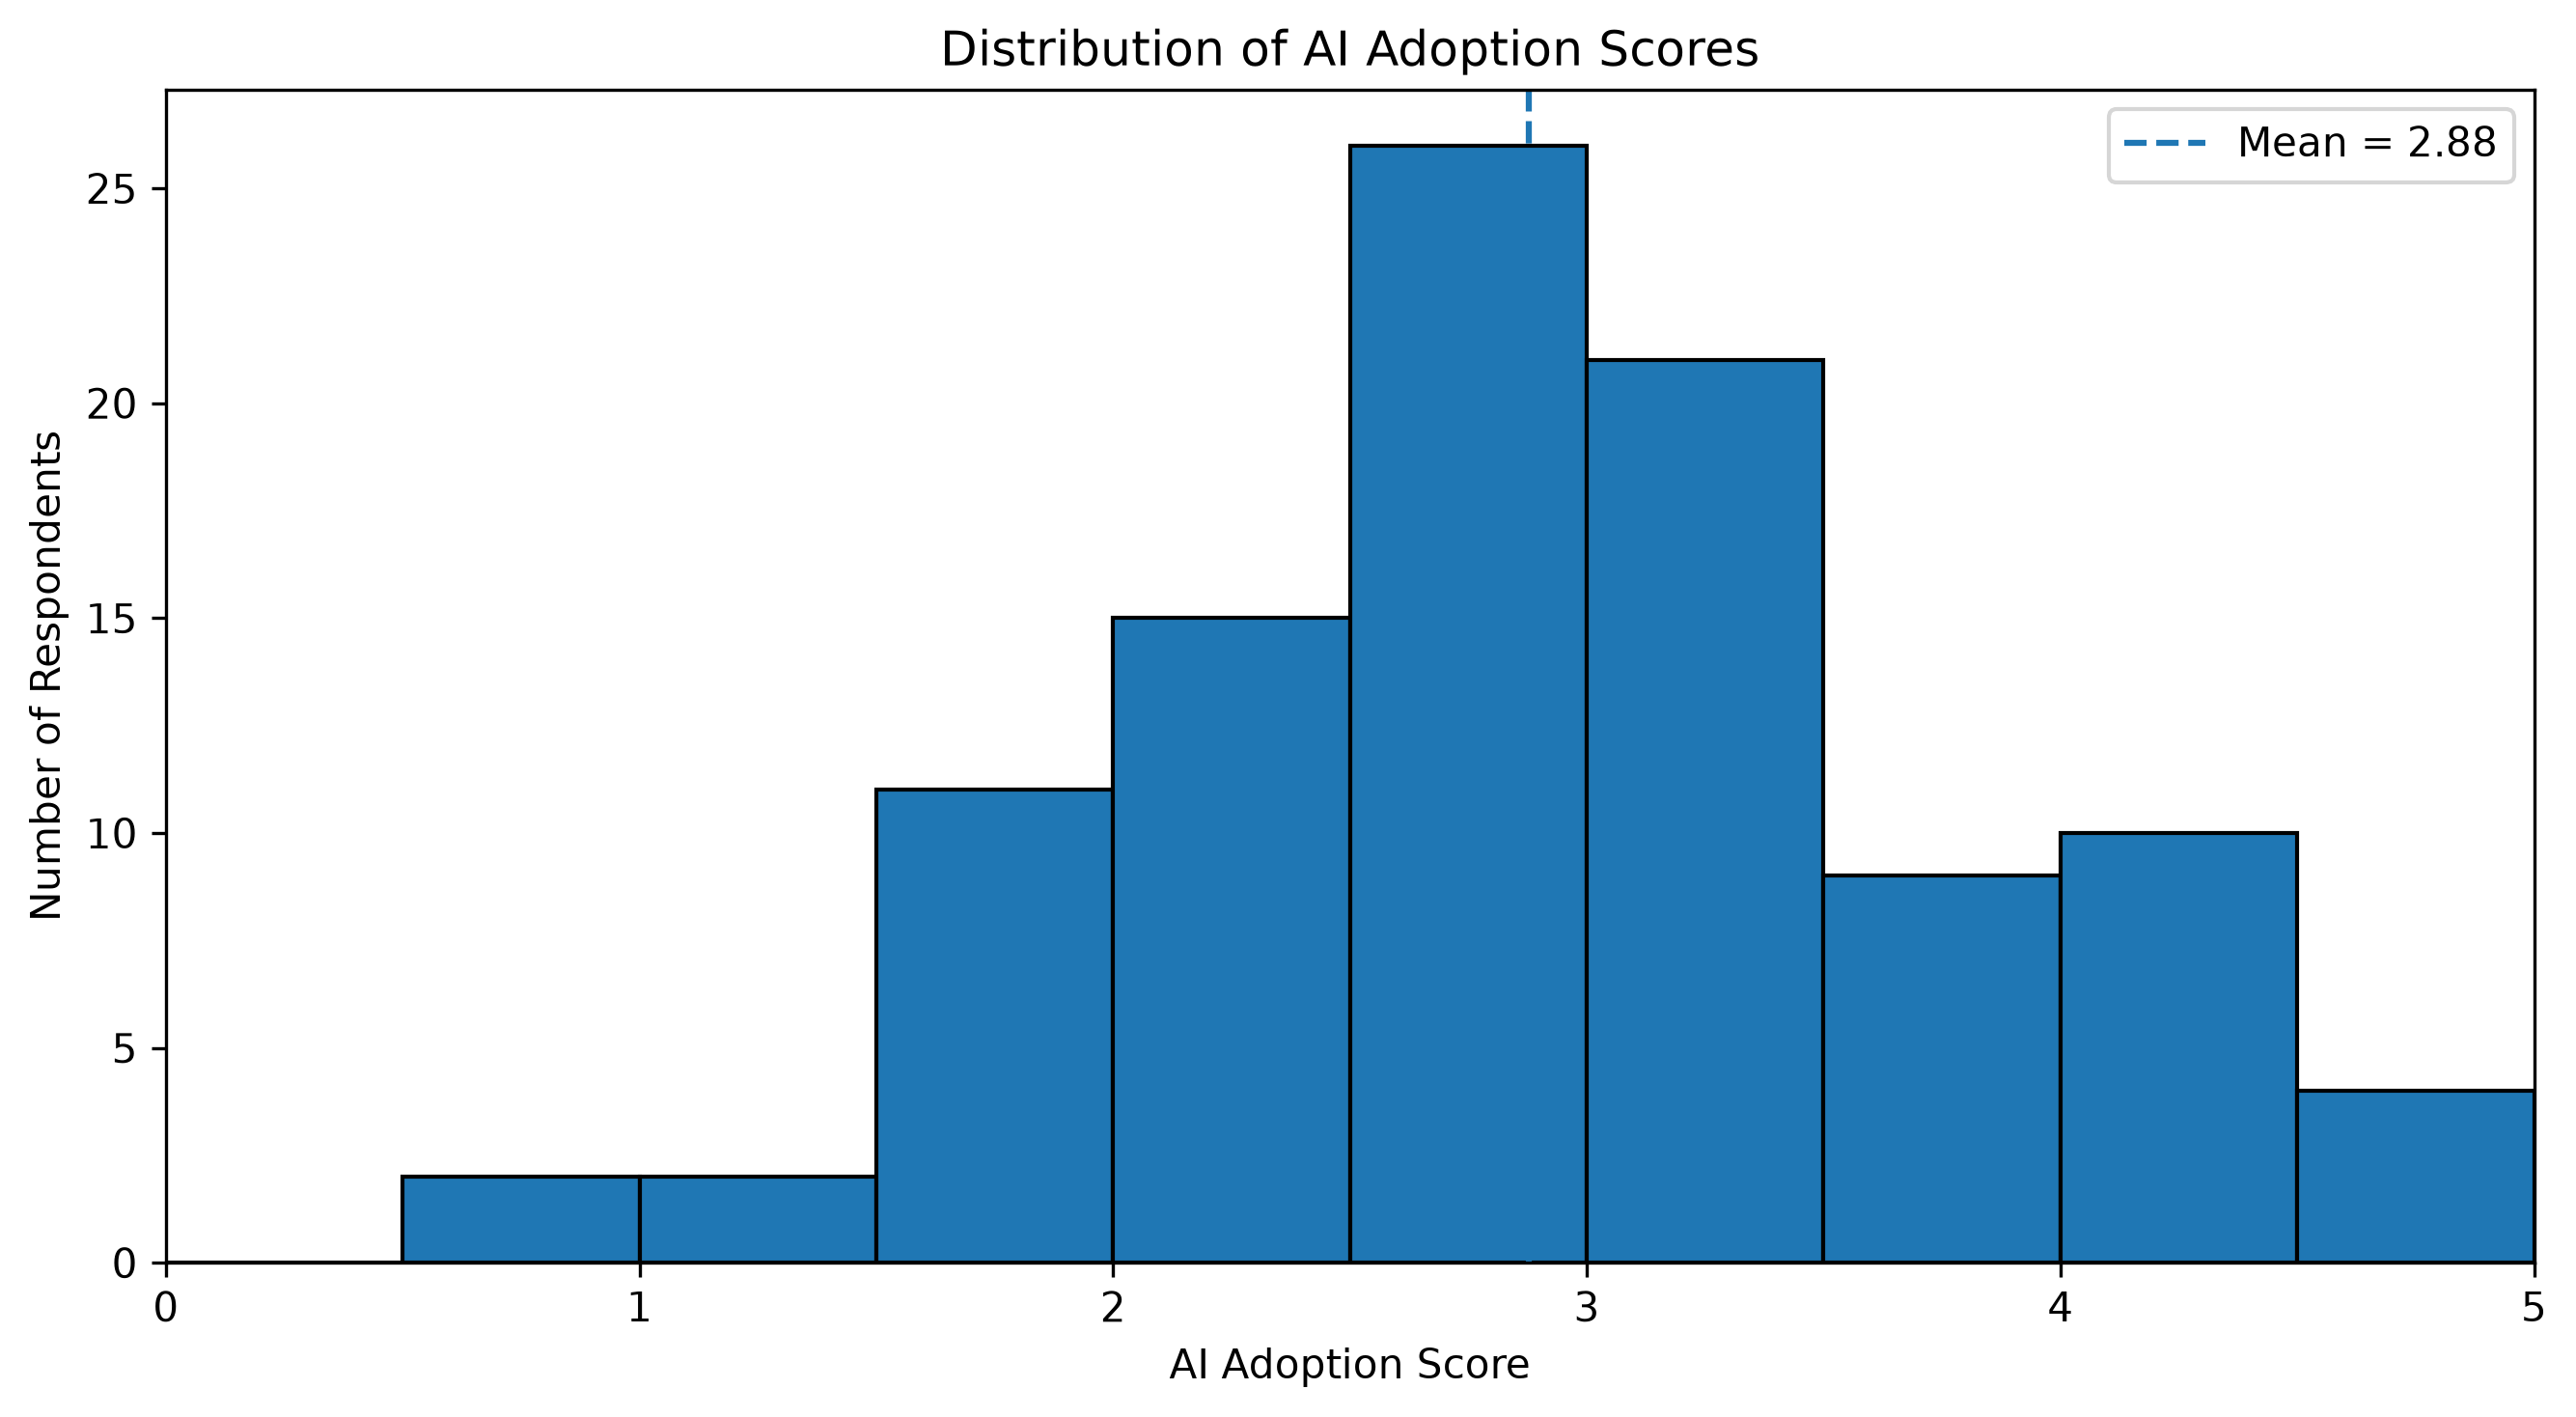 Distribution of AI Adoption Scores
Mean = 2.88
Number of Respondents
25
20
15
10
5
0
0 1 2 3 4 5
AI Adoption Score